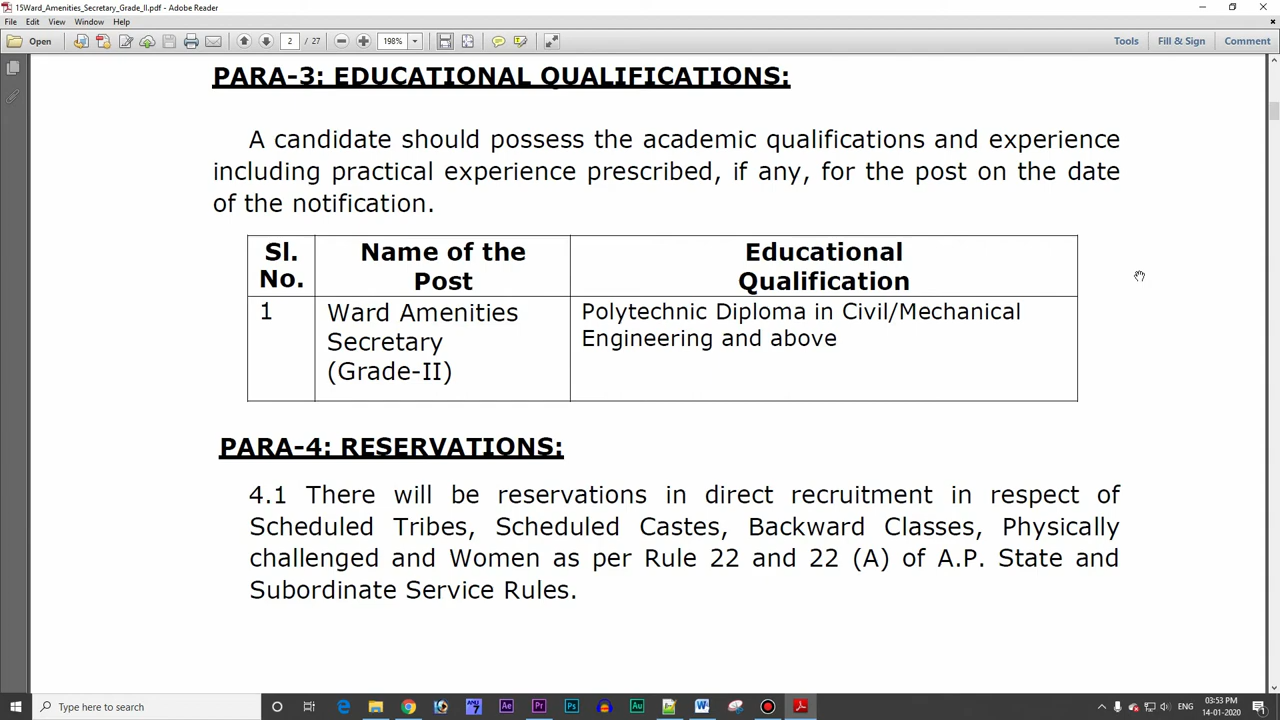 15Ward_Amenities_Secretary_Grade_II.pdf - Adobe Reader
File Edit View Window Help
Open 2 / 27 198% Tools Fill & Sign Comment
PARA-3: EDUCATIONAL QUALIFICATIONS:
A candidate should possess the academic qualifications and experience
including practical experience prescribed, if any, for the post on the date
of the notification.
Sl. No.
Name of the Post
Educational Qualification
1
Ward Amenities
Secretary
(Grade-II)
Polytechnic Diploma in Civil/Mechanical
Engineering and above
PARA-4: RESERVATIONS:
4.1 There will be reservations in direct recruitment in respect of
Scheduled Tribes, Scheduled Castes, Backward Classes, Physically
challenged and Women as per Rule 22 and 22 (A) of A.P. State and
Subordinate Service Rules.
Type here to search
Ae Pr Ps Au W
ENG
03:53 PM
14-01-2020